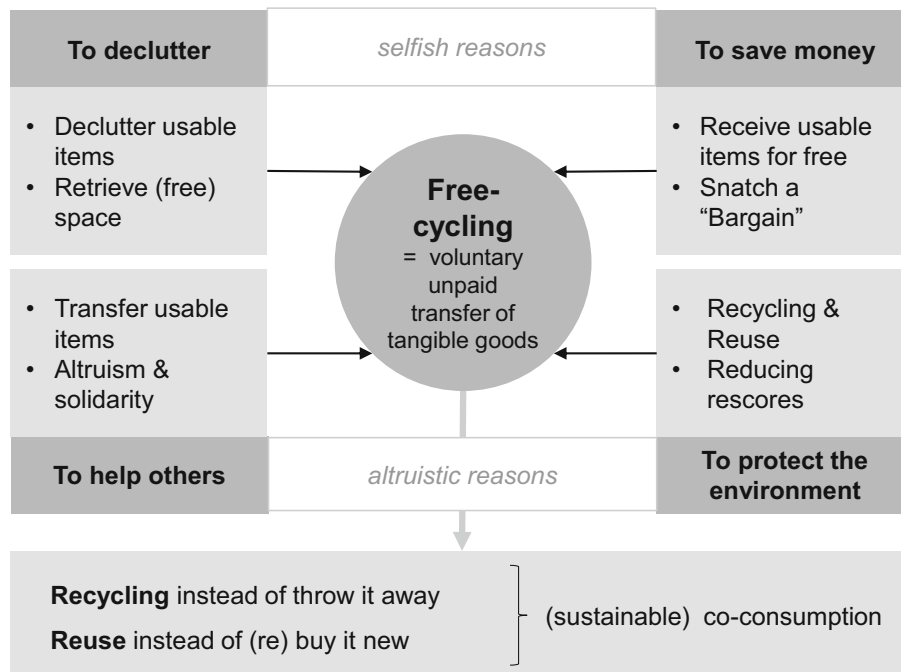 To declutter
selfish reasons
To save money
• Declutter usable
items
• Retrieve (free)
space
• Receive usable
items for free
• Snatch a
“Bargain”
Free-
cycling
= voluntary
unpaid
transfer of
tangible goods
• Transfer usable
items
• Altruism &
solidarity
• Recycling &
Reuse
• Reducing
rescores
To help others
altruistic reasons
To protect the
environment
Recycling instead of throw it away
Reuse instead of (re) buy it new
(sustainable) co-consumption